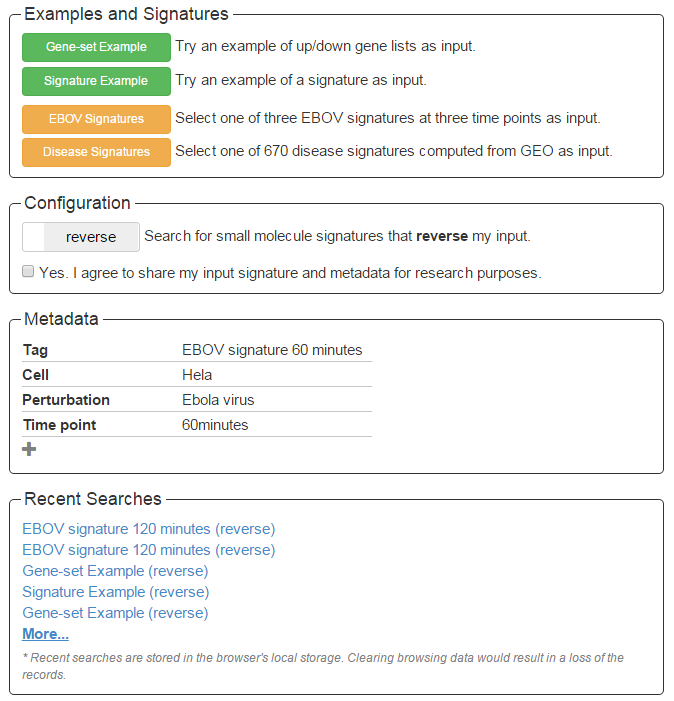 Examples and Signatures
Gene-set Example Try an example of up/down gene lists as input.
Signature Example Try an example of a signature as input.
EBOV Signatures Select one of three EBOV signatures at three time points as input.
Disease Signatures Select one of 670 disease signatures computed from GEO as input.
Configuration
reverse Search for small molecule signatures that reverse my input.
Yes. I agree to share my input signature and metadata for research purposes.
Metadata
Tag EBOV signature 60 minutes
Cell Hela
Perturbation Ebola virus
Time point 60minutes
Recent Searches
EBOV signature 120 minutes (reverse)
EBOV signature 120 minutes (reverse)
Gene-set Example (reverse)
Signature Example (reverse)
Gene-set Example (reverse)
More...
* Recent searches are stored in the browser's local storage. Clearing browsing data would result in a loss of the
records.